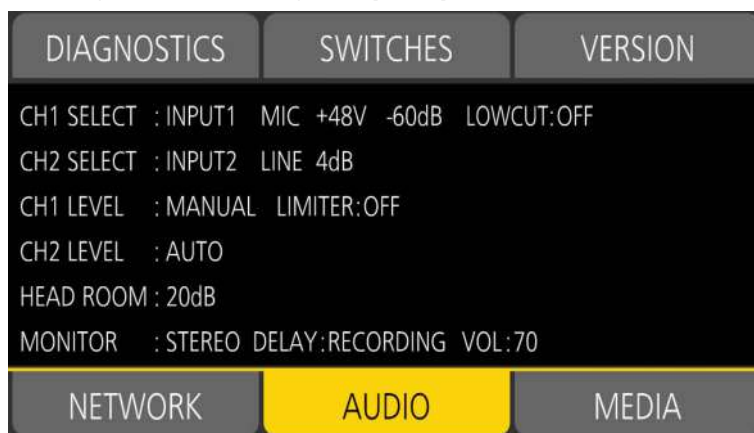 DIAGNOSTICS SWITCHES VERSION
CH1 SELECT : INPUT1 MIC +48V -60dB LOWCUT:OFF
CH2 SELECT : INPUT2 LINE 4dB
CH1 LEVEL : MANUAL LIMITER:OFF
CH2 LEVEL : AUTO
HEAD ROOM : 20dB
MONITOR : STEREO DELAY:RECORDING VOL:70
NETWORK AUDIO MEDIA